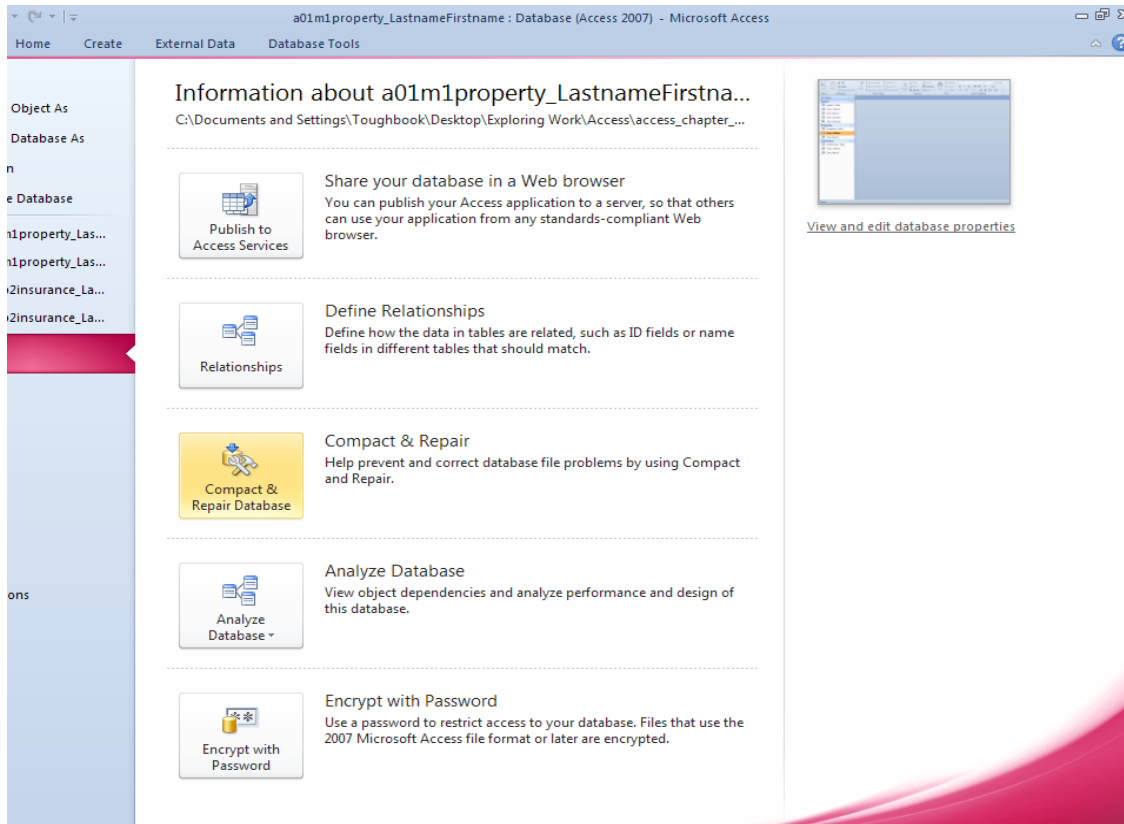 a01m1property_LastnameFirstname : Database (Access 2007) - Microsoft Access
Home Create External Data Database Tools
Object As
Database As
n
e Database
n1property_Las...
n1property_Las...
o2insurance_La...
o2insurance_La...
ons
Information about a01m1property_LastnameFirstna...
C:\Documents and Settings\Toughbook\Desktop\Exploring Work\Access\access_chapter_...
Publish to
Access Services
Share your database in a Web browser
You can publish your Access application to a server, so that others
can use your application from any standards-compliant Web
browser.
Relationships
Define Relationships
Define how the data in tables are related, such as ID fields or name
fields in different tables that should match.
Compact &
Repair Database
Compact & Repair
Help prevent and correct database file problems by using Compact
and Repair.
Analyze
Database
Analyze Database
View object dependencies and analyze performance and design of
this database.
Encrypt with
Password
Encrypt with Password
Use a password to restrict access to your database. Files that use the
2007 Microsoft Access file format or later are encrypted.
View and edit database properties